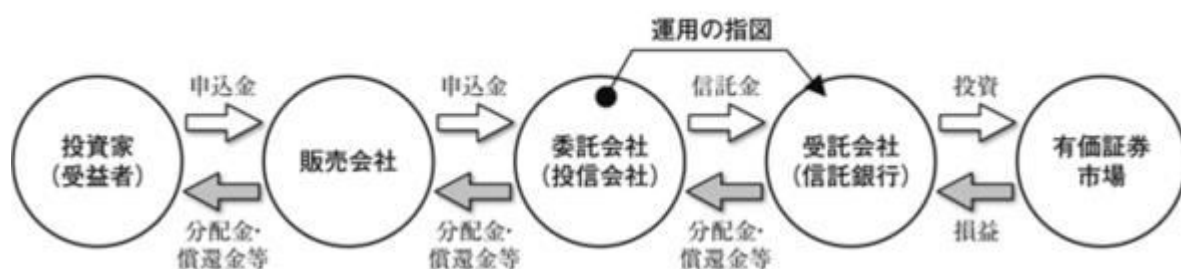 運用の指図
申込金
申込金
信託金
投資
投資家
(受益者)
販売会社
委託会社
(投信会社)
受託会社
(信託銀行)
有価証券
市場
分配金・
償還金等
分配金・
償還金等
分配金・
償還金等
損益